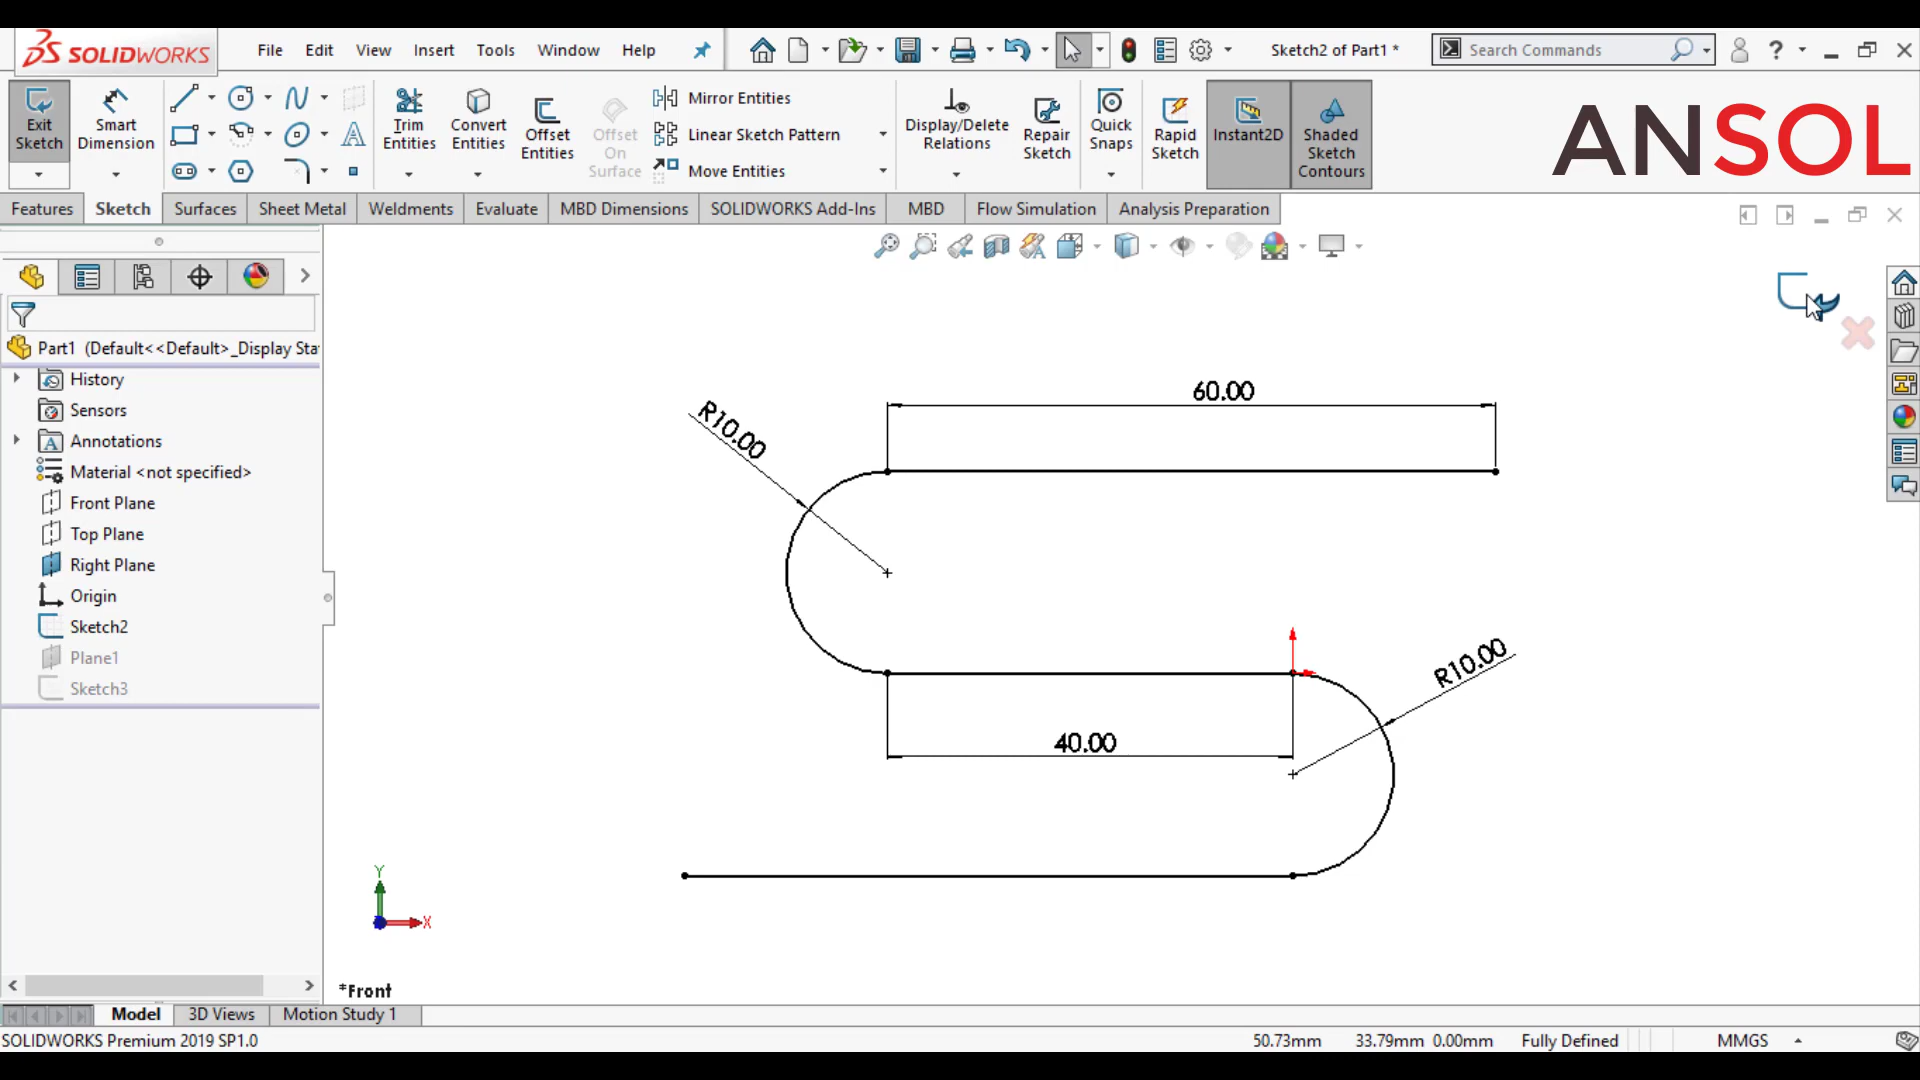 SOLIDWORKS
File Edit View Insert Tools Window Help
Sketch2 of Part1 *
Search Commands
?
Exit Sketch
Smart Dimension
Trim Entities
Convert Entities
Offset Entities
Offset On Surface
Mirror Entities
Linear Sketch Pattern
Move Entities
Display/Delete Relations
Repair Sketch
Quick Snaps
Rapid Sketch
Instant2D
Shaded Sketch Contours
ANSOL
Features Sketch Surfaces Sheet Metal Weldments Evaluate MBD Dimensions SOLIDWORKS Add-Ins MBD Flow Simulation Analysis Preparation
Part1 (Default<<Default>_Display Sta
History
Sensors
Annotations
Material <not specified>
Front Plane
Top Plane
Right Plane
Origin
Sketch2
Plane1
Sketch3
60.00
R10.00
R10.00
40.00
Y
X
*Front
Model 3D Views Motion Study 1
SOLIDWORKS Premium 2019 SP1.0
50.73mm 33.79mm 0.00mm Fully Defined MMGS